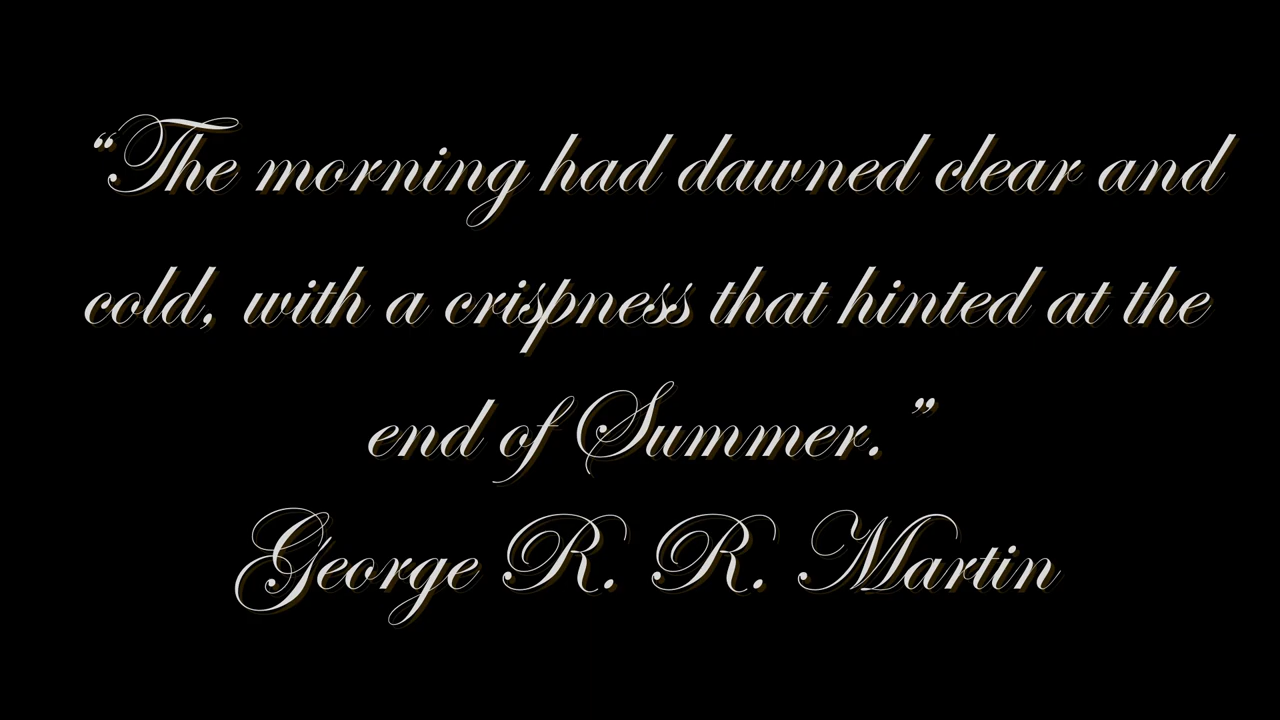 “The morning had dawned clear and
cold, with a crispness that hinted at the
end of Summer.”
George R. R. Martin